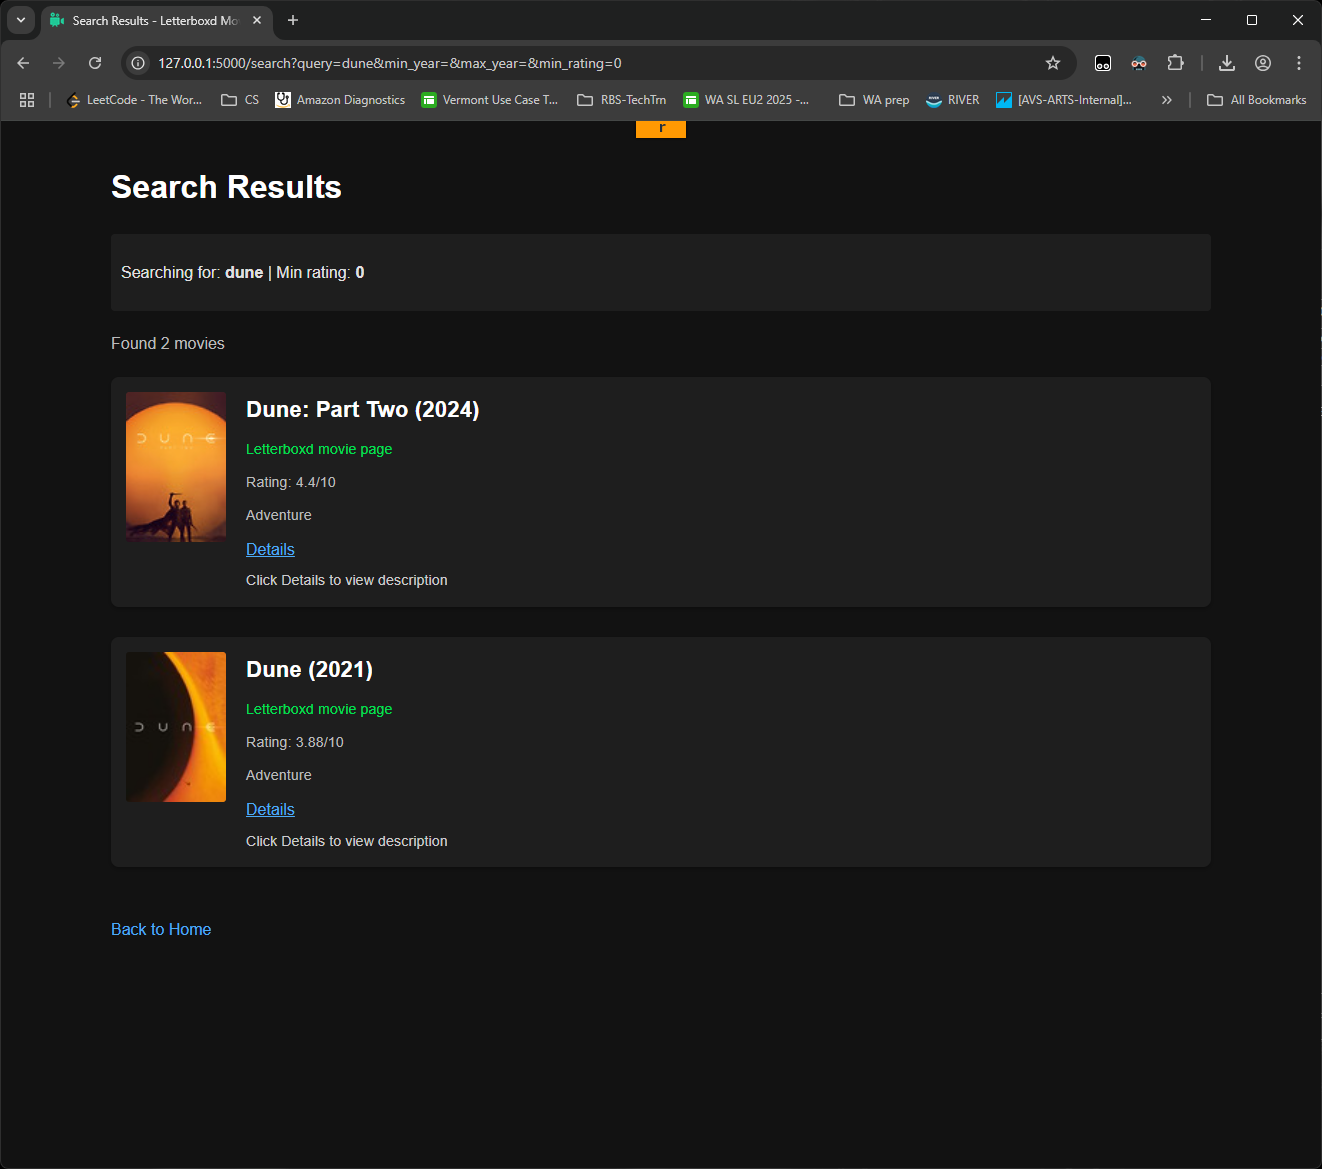 Search Results - Letterboxd Mo
127.0.0.1:5000/search?query=dune&min_year=&max_year=&min_rating=0
LeetCode - The Wor... CS Amazon Diagnostics Vermont Use Case T... RBS-TechTrn WA SL EU2 2025 -... WA prep RIVER [AVS-ARTS-Internal]... All Bookmarks
r
Search Results
Searching for: dune | Min rating: 0
Found 2 movies
DUNE
Dune: Part Two (2024)
Letterboxd movie page
Rating: 4.4/10
Adventure
Details
Click Details to view description
DUNE
Dune (2021)
Letterboxd movie page
Rating: 3.88/10
Adventure
Details
Click Details to view description
Back to Home